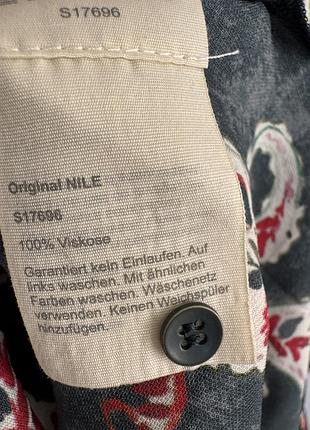 S17696
Original NILE
S17696
100% Viskose
Garantiert kein Einlaufen. Auf
links waschen. Mit ähnlichen
Farben waschen. Wäschenetz
verwenden. Keinen Weichspüler
hinzufügen.